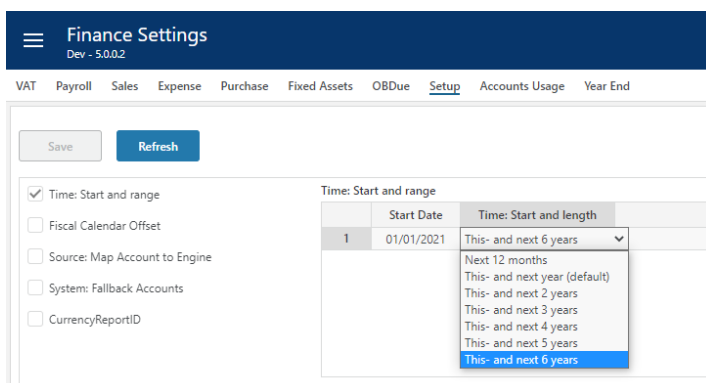 Finance Settings
Dev - 5.0.0.2
VAT Payroll Sales Expense Purchase Fixed Assets OBDue Setup Accounts Usage Year End
Save Refresh
Time: Start and range
Fiscal Calendar Offset
Source: Map Account to Engine
System: Fallback Accounts
CurrencyReportID
Time: Start and range
Start Date Time: Start and length
1 01/01/2021 This- and next 6 years
Next 12 months
This- and next year (default)
This- and next 2 years
This- and next 3 years
This- and next 4 years
This- and next 5 years
This- and next 6 years